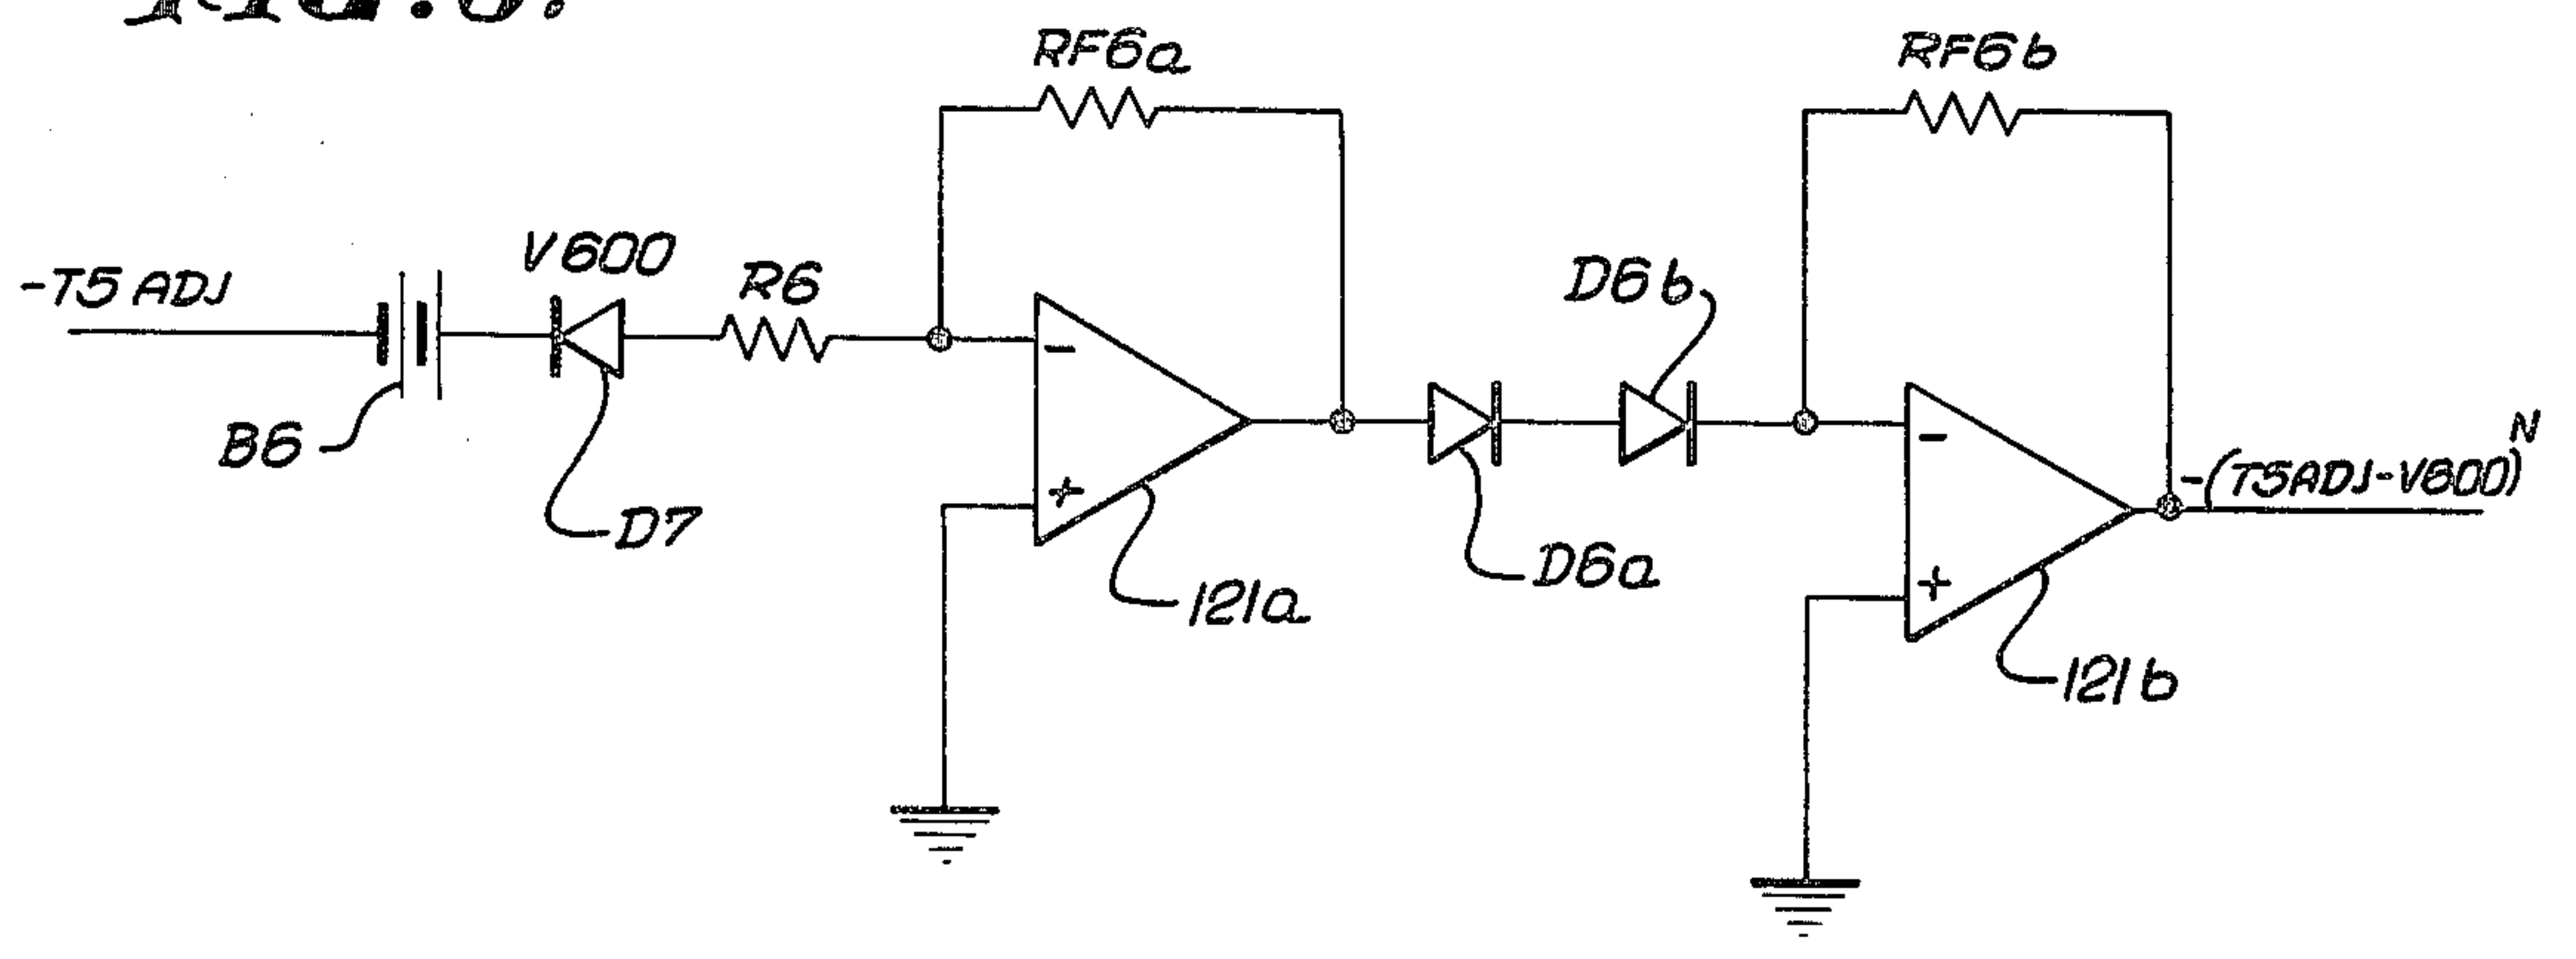 RF6a
RF6b
V600
-T5 ADJ
R6
D6b
B6
D7
D6a
121a
121b
-(T5ADJ-V600)N
-
+
-
+